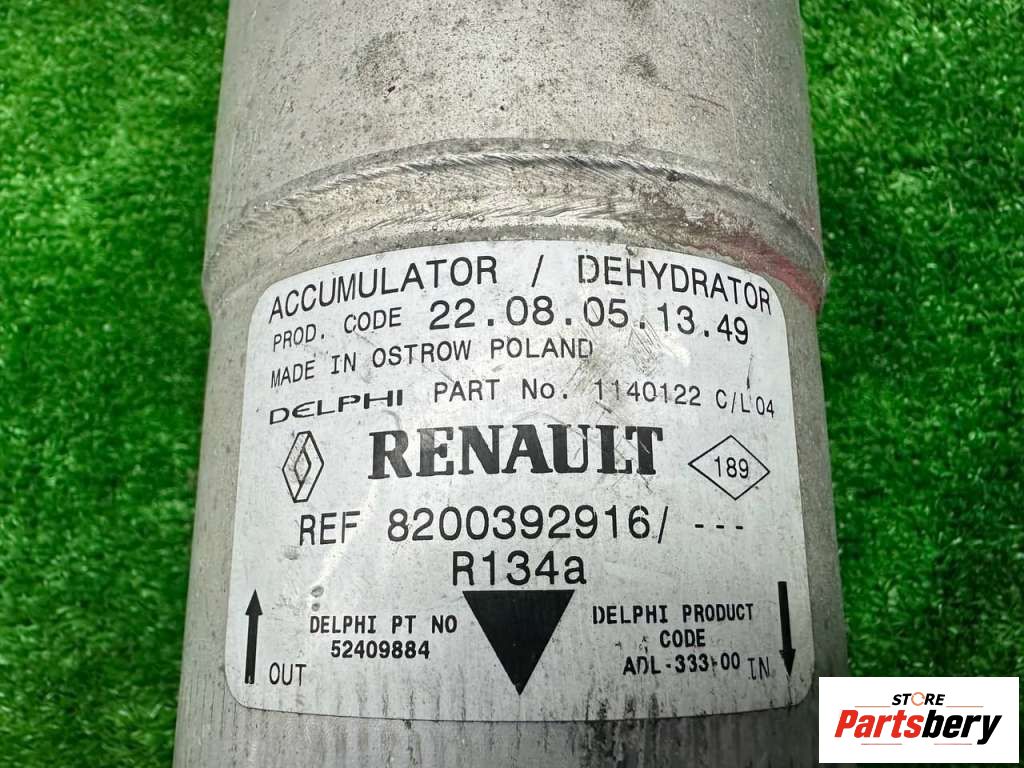 ACCUMULATOR / DEHYDRATOR
PROD. CODE 22.08.05.13.49
MADE IN OSTROW POLAND
DELPHI PART No. 1140122 C/L 04
RENAULT 189
REF 8200392916/ ---
R134a
DELPHI PT NO
52409884
DELPHI PRODUCT
CODE
ADL-333-00
OUT
IN
STORE
Partsbery